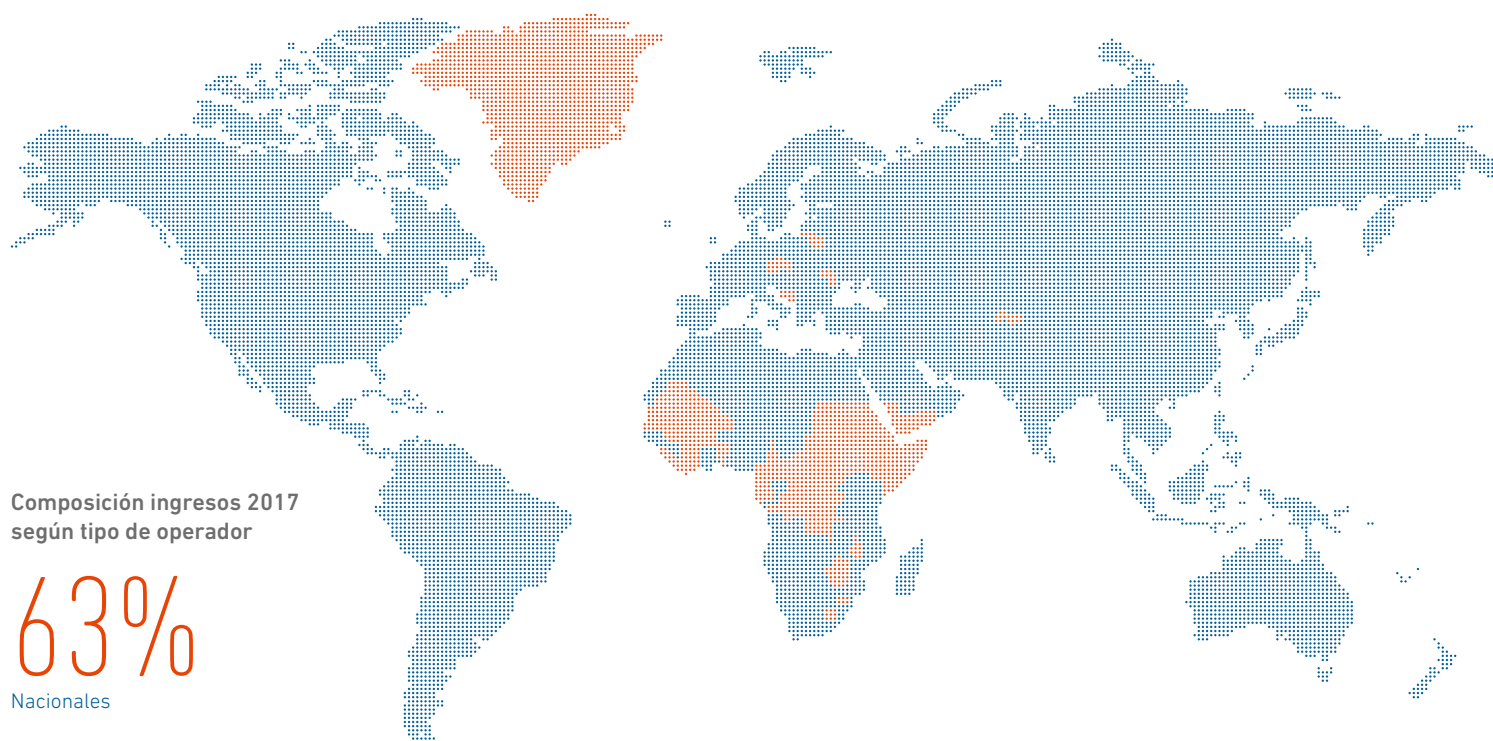 Composición ingresos 2017
según tipo de operador
63%
Nacionales